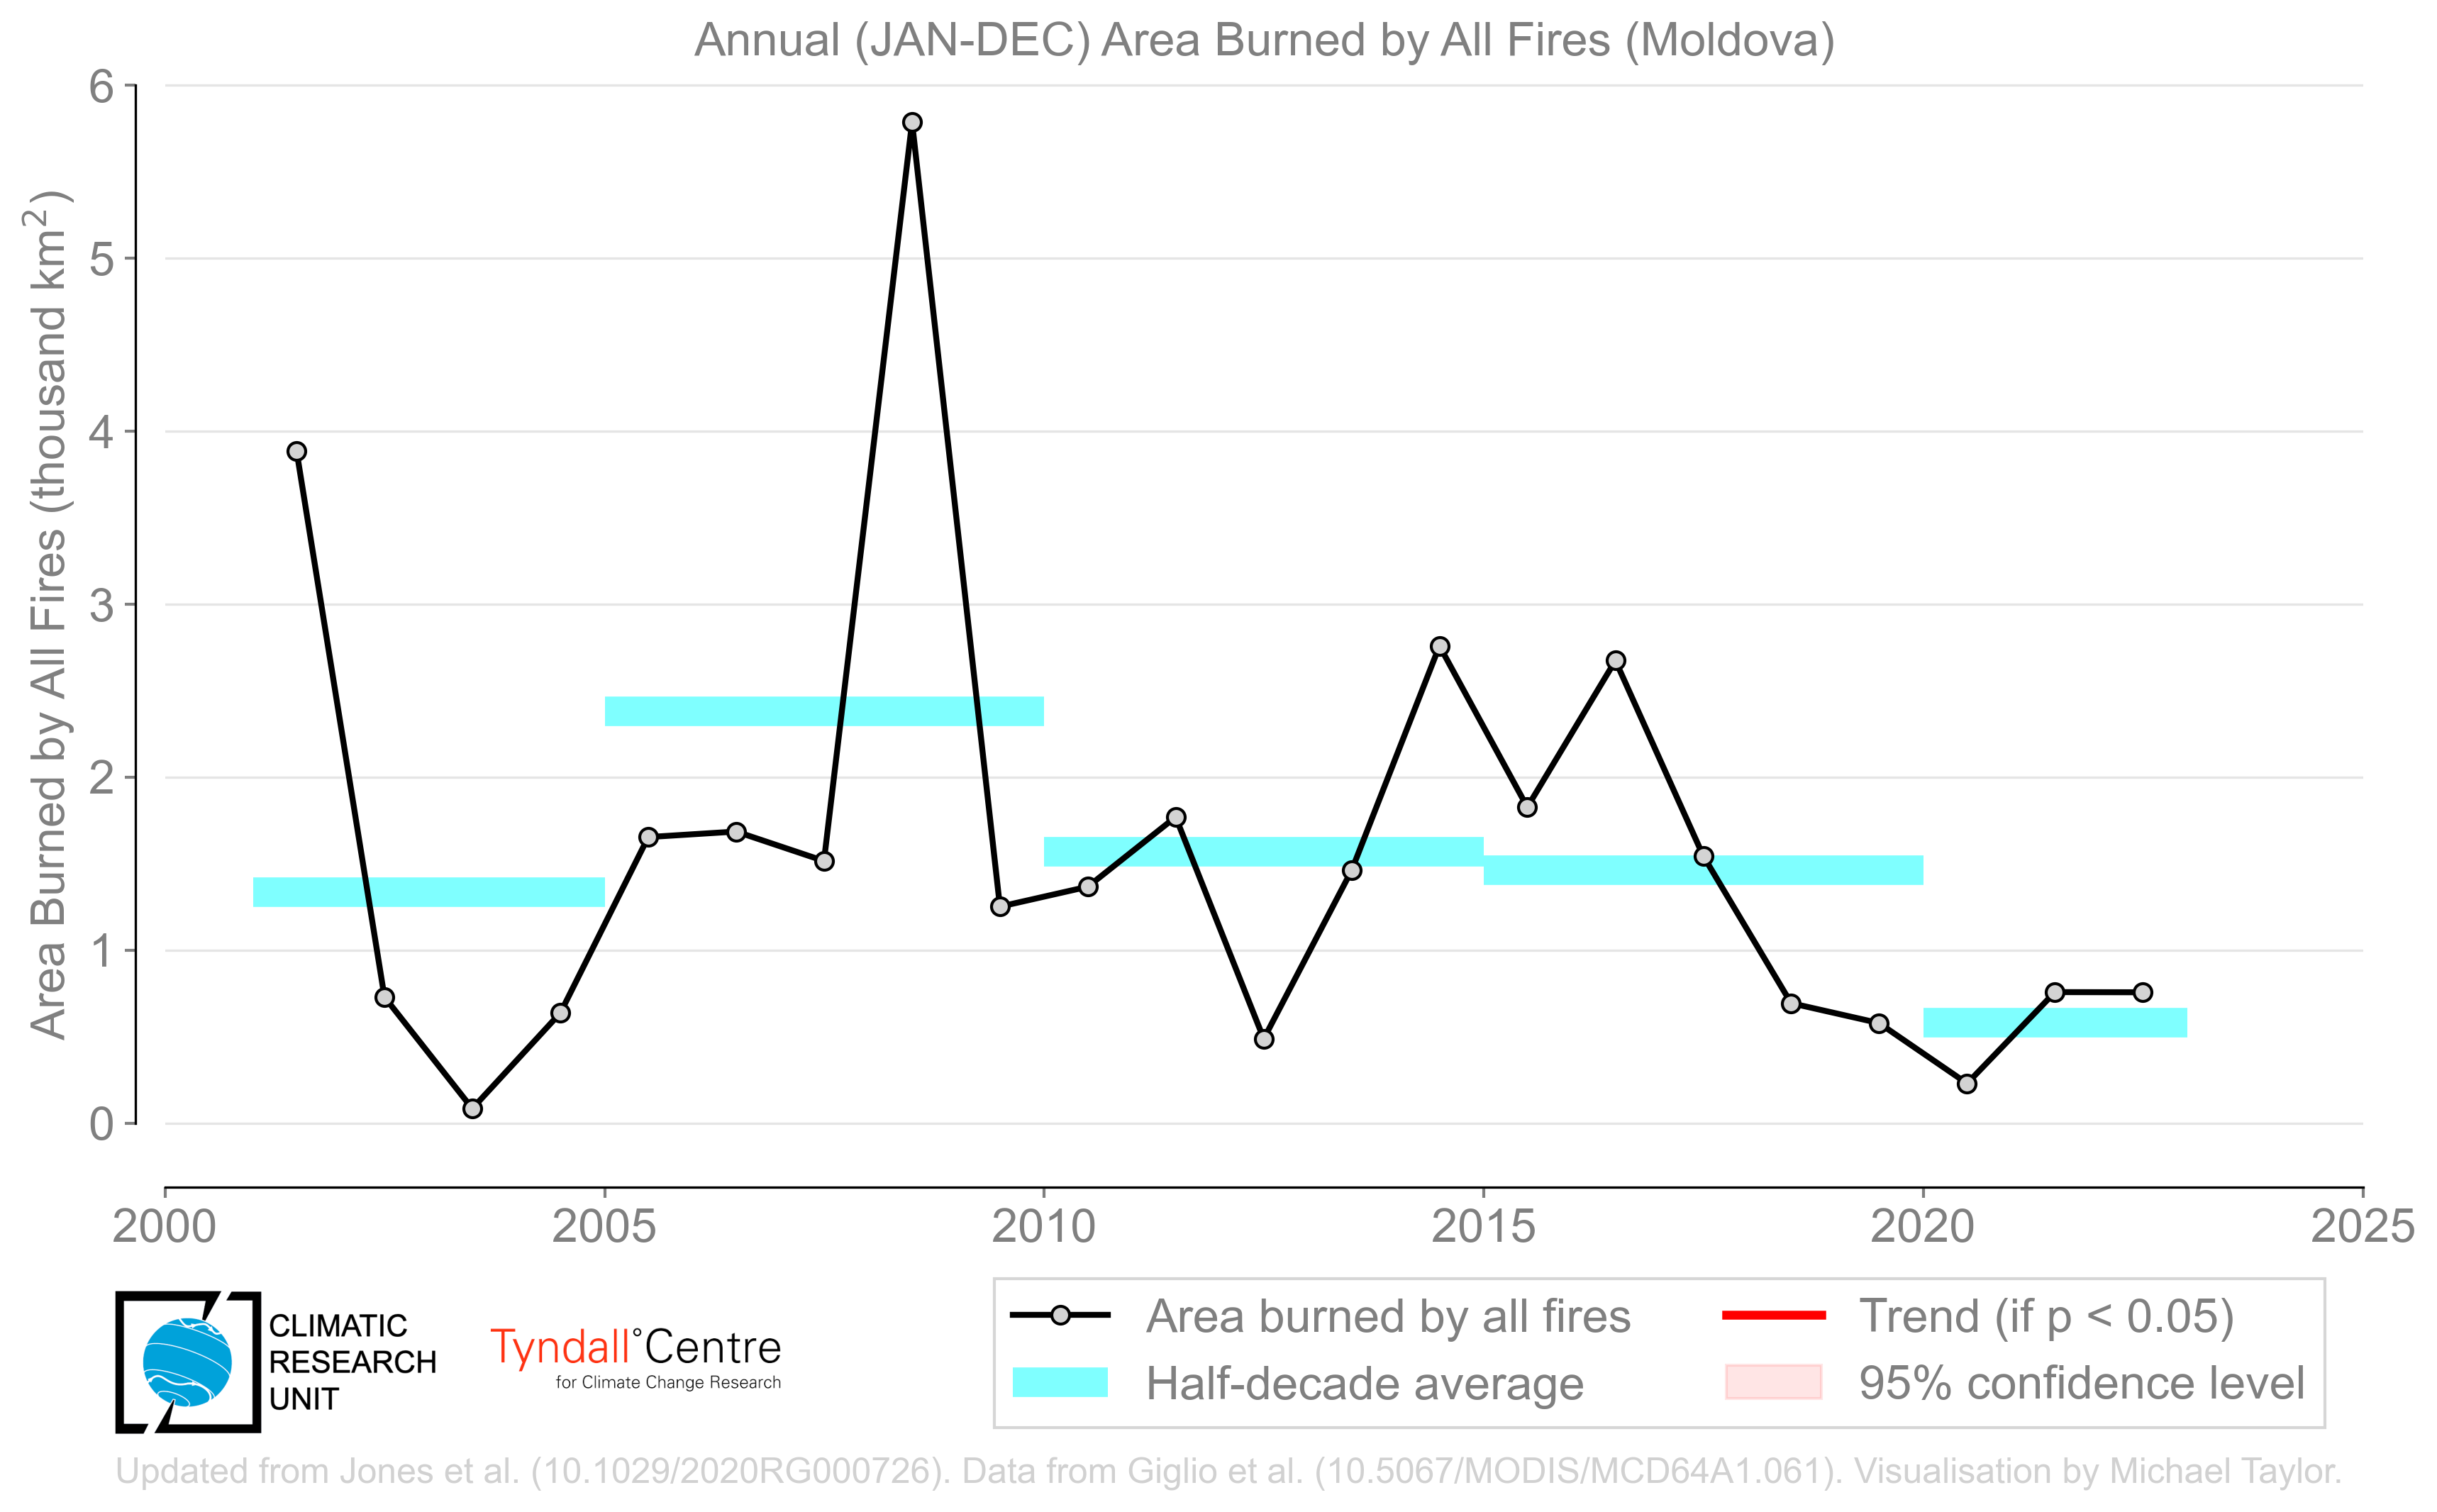 Annual (JAN-DEC) Area Burned by All Fires (Moldova)
Area Burned by All Fires (thousand km²)
6
5
4
3
2
1
0
2000 2005 2010 2015 2020 2025
CLIMATIC
RESEARCH
UNIT
Tyndall°Centre
for Climate Change Research
Area burned by all fires
Half-decade average
Trend (if p < 0.05)
95% confidence level
Updated from Jones et al. (10.1029/2020RG000726). Data from Giglio et al. (10.5067/MODIS/MCD64A1.061). Visualisation by Michael Taylor.